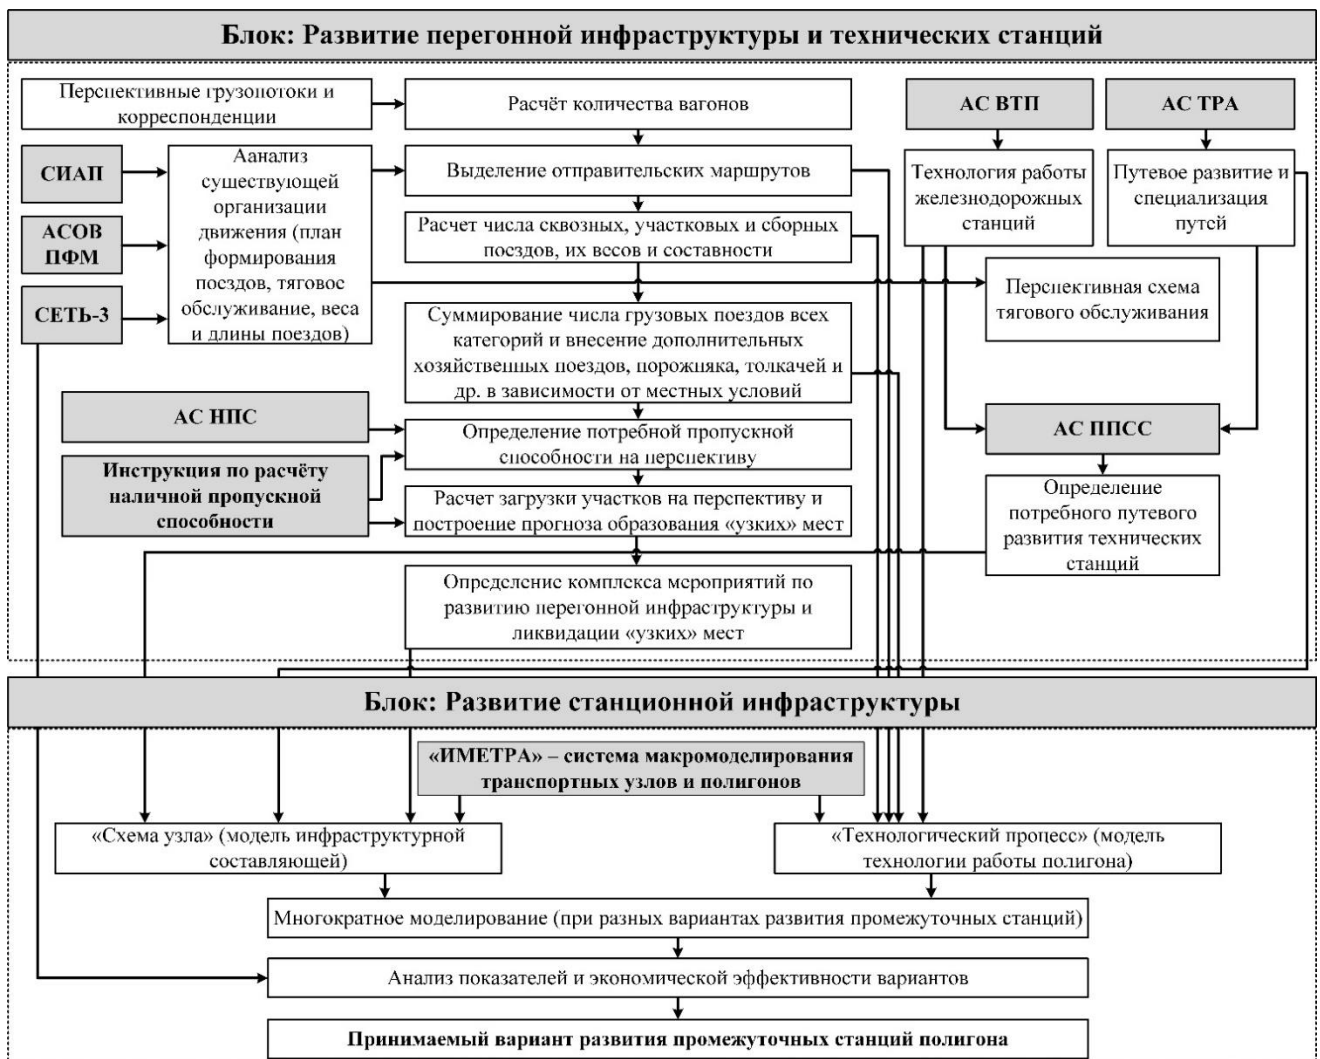 Блок: Развитие перегонной инфраструктуры и технических станций
Перспективные грузопотоки и
корреспонденции
Расчёт количества вагонов
АС ВТП
АС ТРА
СИАП
АСОВ
ПФМ
СЕТЬ-3
Аанализ
существующей
организации
движения (план
формирования
поездов, тяговое
обслуживание, веса
и длины поездов)
Выделение отправительских маршрутов
Расчет числа сквозных, участковых и сборных
поездов, их весов и составности
Технология работы
железнодорожных
станций
Путевое развитие и
специализация
путей
Перспективная схема
тягового обслуживания
Суммирование числа грузовых поездов всех
категорий и внесение дополнительных
хозяйственных поездов, порожняка, толкачей и
др. в зависимости от местных условий
АС НПС
Определение потребной пропускной
способности на перспективу
АС ППСС
Инструкция по расчёту
наличной пропускной
способности
Расчет загрузки участков на перспективу и
построение прогноза образования «узких» мест
Определение
потребного путевого
развития технических
станций
Определение комплекса мероприятий по
развитию перегонной инфраструктуры и
ликвидации «узких» мест
Блок: Развитие станционной инфраструктуры
«ИМЕТРА» – система макромоделирования
транспортных узлов и полигонов
«Схема узла» (модель инфраструктурной
составляющей)
«Технологический процесс» (модель
технологии работы полигона)
Многократное моделирование (при разных вариантах развития промежуточных станций)
Анализ показателей и экономической эффективности вариантов
Принимаемый вариант развития промежуточных станций полигона